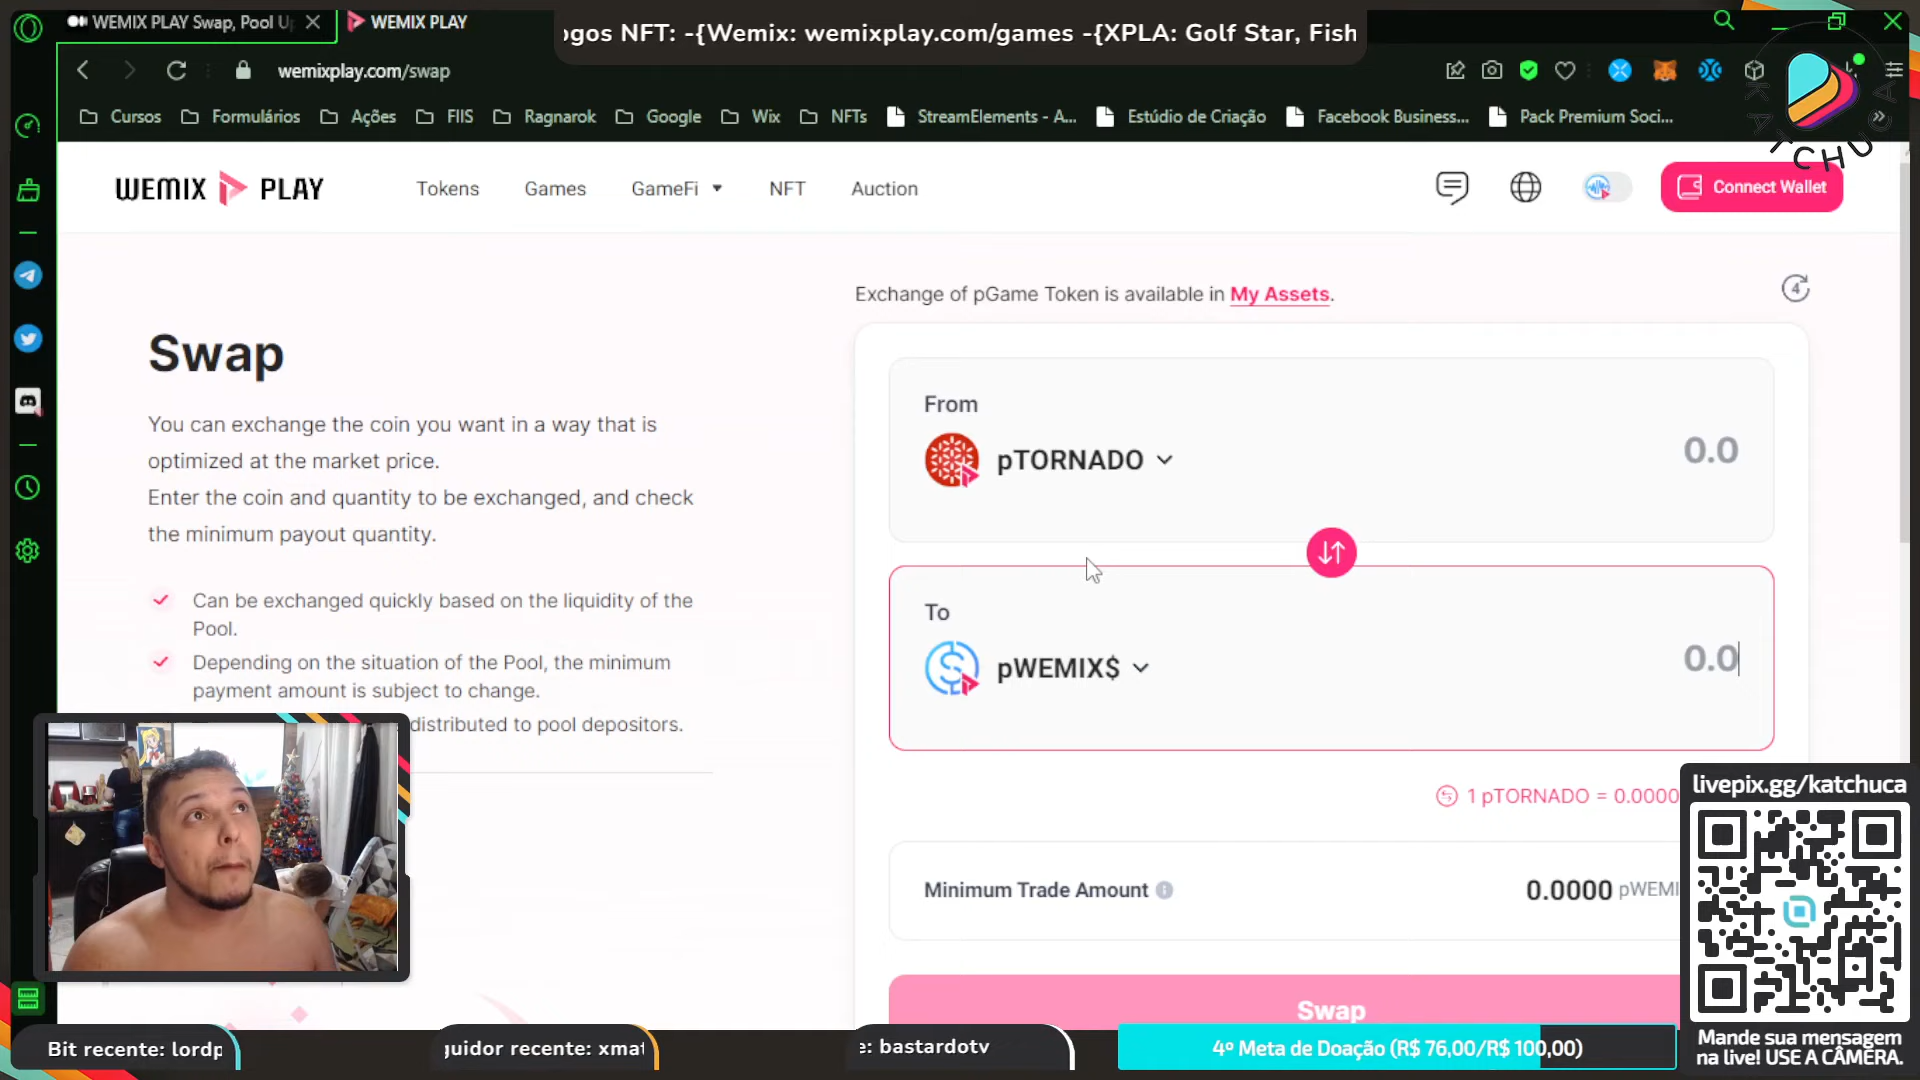 WEMIX PLAY Swap, Pool Up
WEMIX PLAY
ogos NFT: -{Wemix: wemixplay.com/games -{XPLA: Golf Star, Fish
wemixplay.com/swap
Cursos
Formulários
Ações
FIIS
Ragnarok
Google
Wix
NFTs
StreamElements - A...
Estúdio de Criação
Facebook Business...
Pack Premium Soci...
KATCHUCA
WEMIX PLAY
Tokens
Games
GameFi
NFT
Auction
Connect Wallet
Exchange of pGame Token is available in My Assets.
4
Swap
You can exchange the coin you want in a way that is
optimized at the market price.
Enter the coin and quantity to be exchanged, and check
the minimum payout quantity.
Can be exchanged quickly based on the liquidity of the
Pool.
Depending on the situation of the Pool, the minimum
payment amount is subject to change.
distributed to pool depositors.
From
pTORNADO
0.0
To
pWEMIX$
0.0
1 pTORNADO = 0.0000
Minimum Trade Amount
0.0000 pWEMI
Swap
livepix.gg/katchuca
Mande sua mensagem
na live! USE A CÂMERA.
Bit recente: lordp
guidor recente: xmat
e: bastardotv
4º Meta de Doação (R$ 76,00/R$ 100,00)